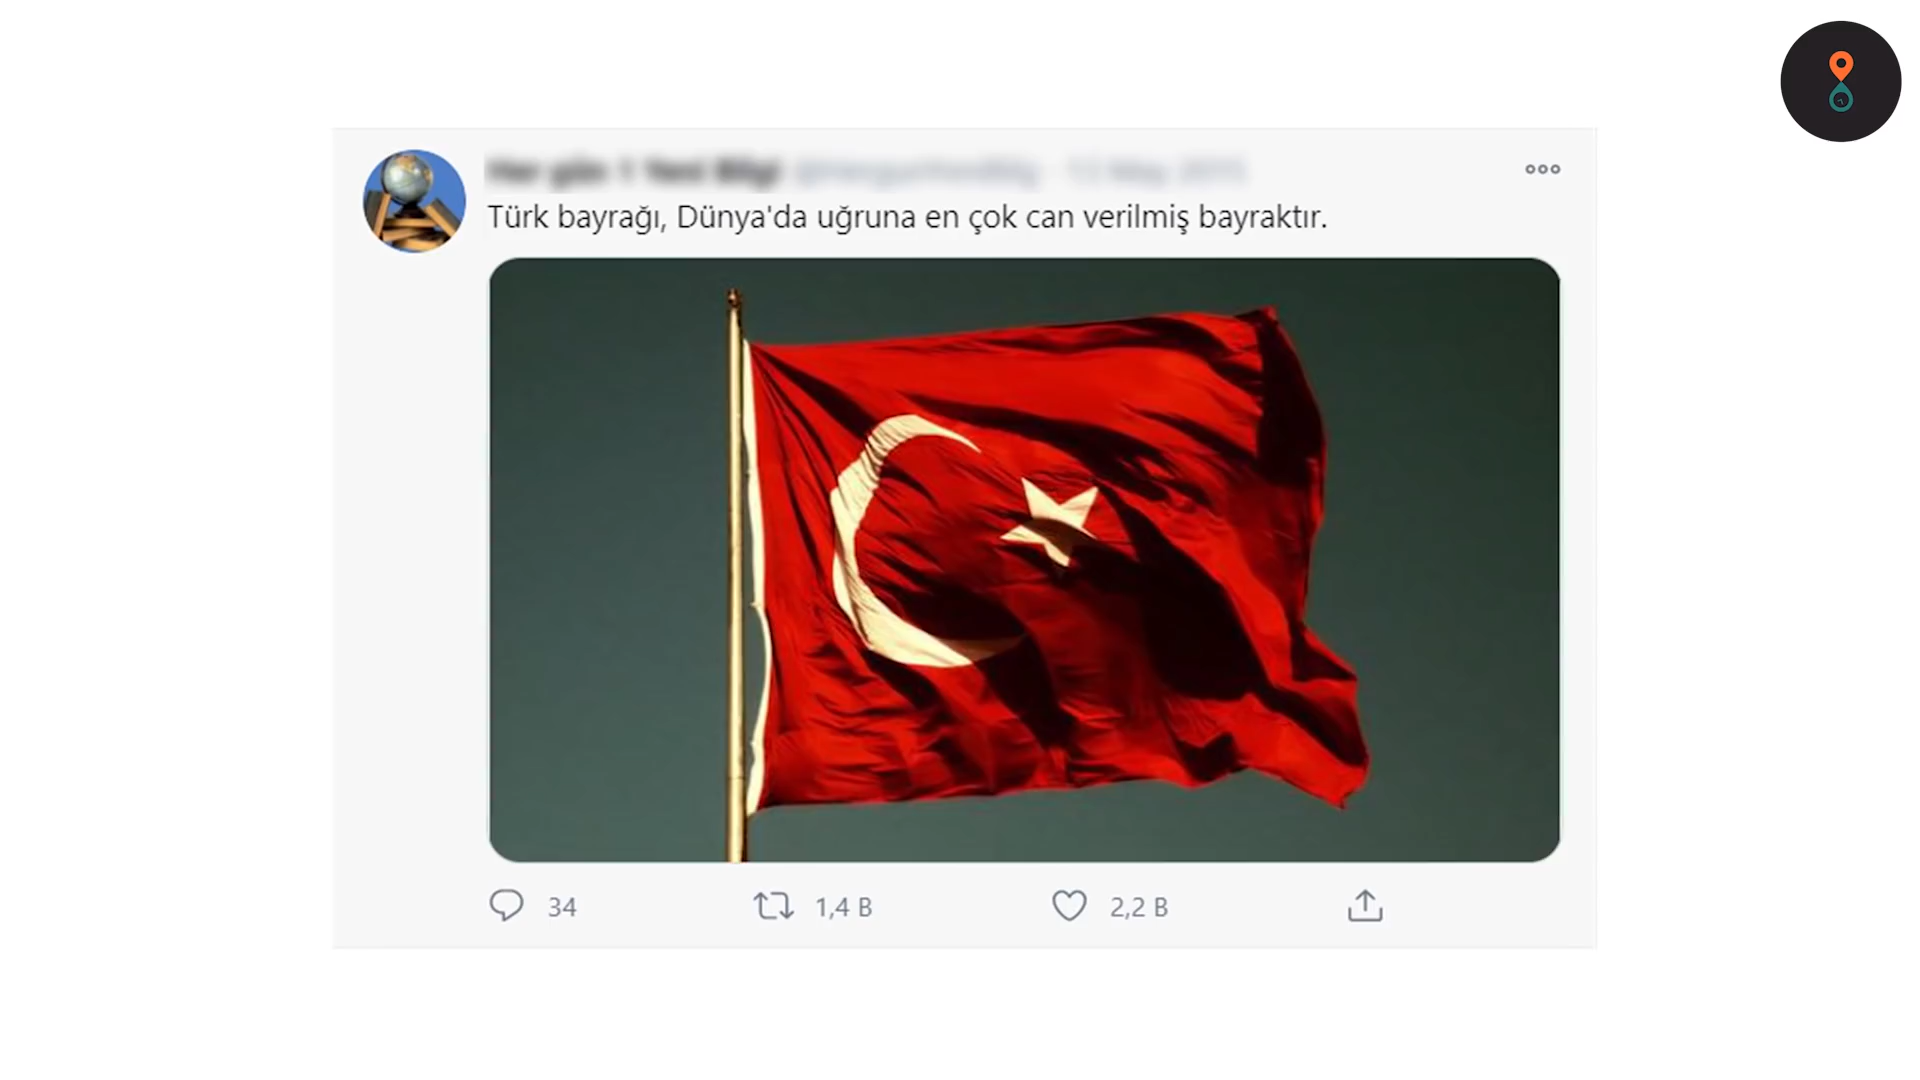 Türk bayrağı, Dünya'da uğruna en çok can verilmiş bayraktır.
34
1,4 B
2,2 B